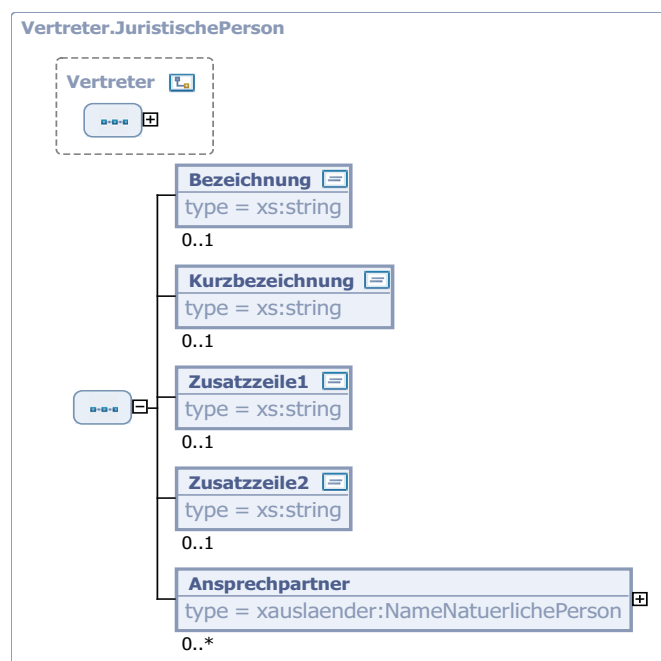 Vertreter.JuristischePerson
Vertreter
Bezeichnung
type = xs:string
0..1
Kurzbezeichnung
type = xs:string
0..1
Zusatzzeile1
type = xs:string
0..1
Zusatzzeile2
type = xs:string
0..1
Ansprechpartner
type = xauslaender:NameNatuerlichePerson
0..*